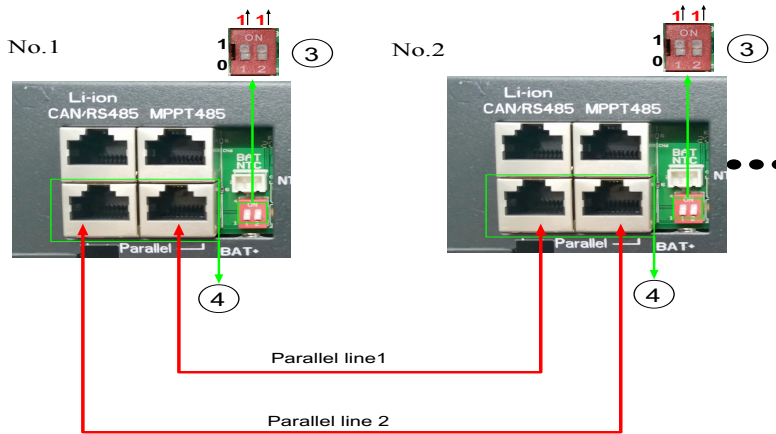 1 1
No.1
ON
1
0
1 2
3
Li-ion
CAN/RS485 MPPT485
BAT
NTC
NT
ON
Parallel
BAT+
4
1 1
No.2
ON
1
0
1 2
3
Li-ion
CAN/RS485 MPPT485
BAT
NTC
N
Parallel
BAT+
4
Parallel line1
Parallel line 2